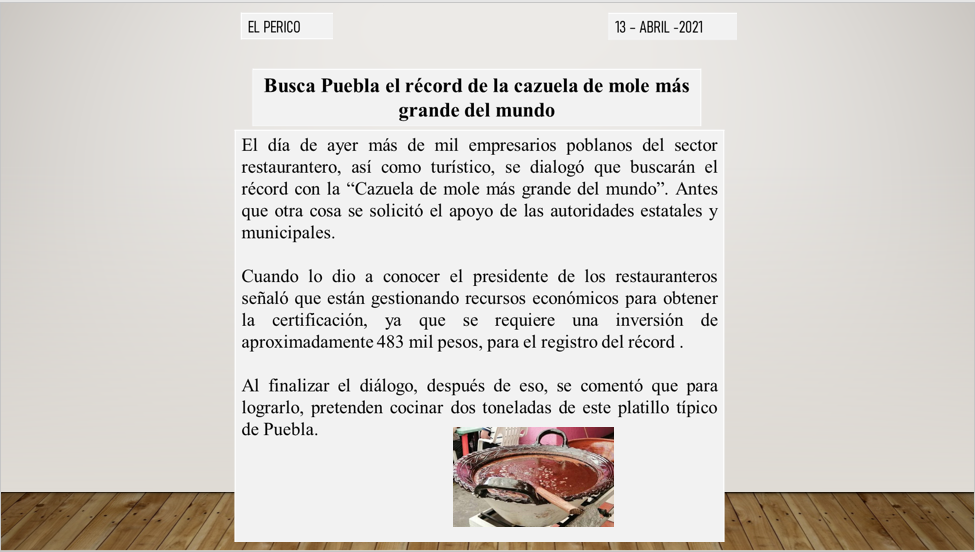 EL PERICO
13 – ABRIL -2021
Busca Puebla el récord de la cazuela de mole más
grande del mundo
El día de ayer más de mil empresarios poblanos del sector
restaurantero, así como turístico, se dialogó que buscarán el
récord con la “Cazuela de mole más grande del mundo”. Antes
que otra cosa se solicitó el apoyo de las autoridades estatales y
municipales.
Cuando lo dio a conocer el presidente de los restauranteros
señaló que están gestionando recursos económicos para obtener
la certificación, ya que se requiere una inversión de
aproximadamente 483 mil pesos, para el registro del récord .
Al finalizar el diálogo, después de eso, se comentó que para
lograrlo, pretenden cocinar dos toneladas de este platillo típico
de Puebla.